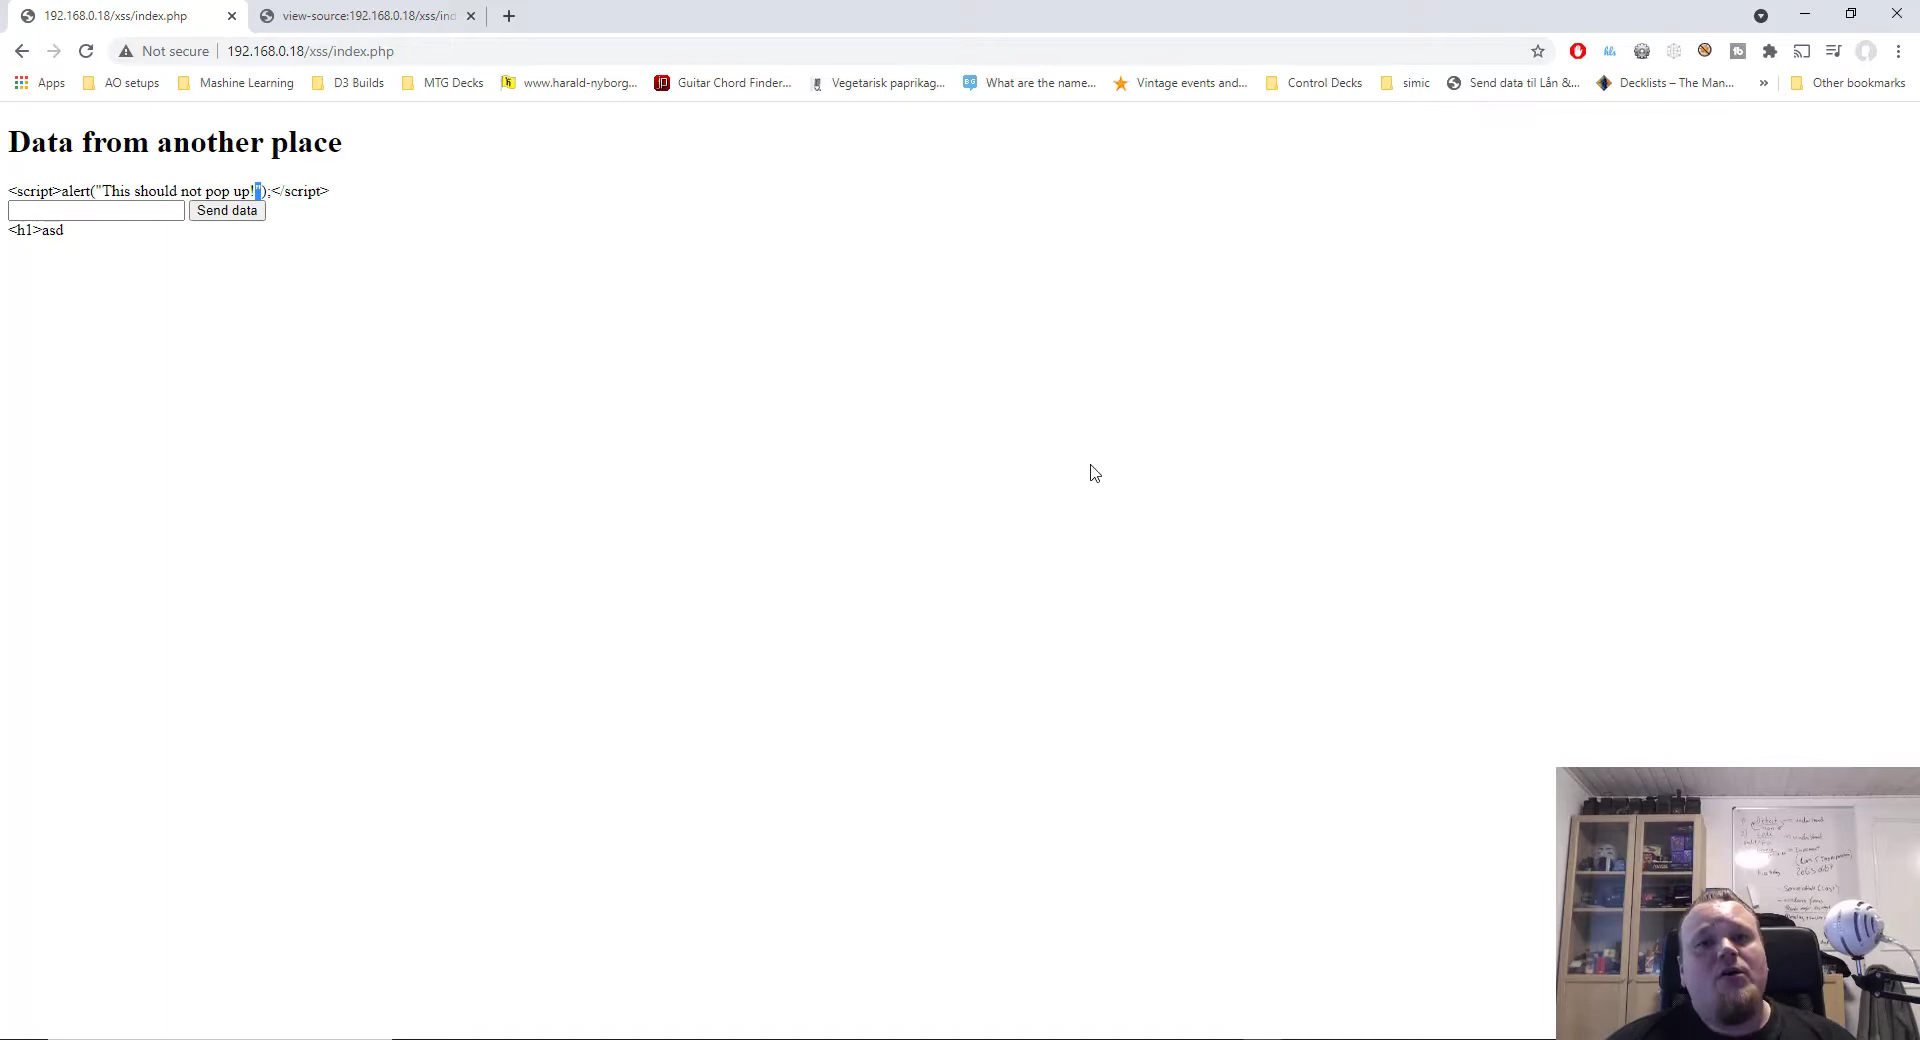 192.168.0.18/xss/index.php
view-source:192.168.0.18/xss/ind
Not secure
192.168.0.18/xss/index.php
Apps
AO setups
Mashine Learning
D3 Builds
MTG Decks
www.harald-nyborg...
Guitar Chord Finder...
Vegetarisk paprikag...
What are the name...
Vintage events and...
Control Decks
simic
Send data til Lån &...
Decklists – The Man...
»
Other bookmarks
Data from another place
<script>alert("This should not pop up!");</script>
Send data
<h1>asd